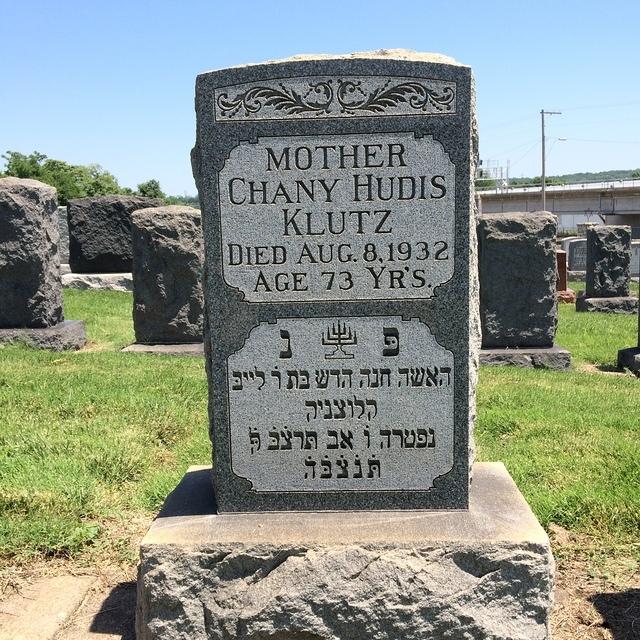 MOTHER
CHANY HUDIS
KLUTZ
DIED AUG. 8, 1932
AGE 73 YR'S.
פ נ
האשה חנה הדש בת ר לייב
קלוצניק
נפטרה ו אב תרצב
תנצבה